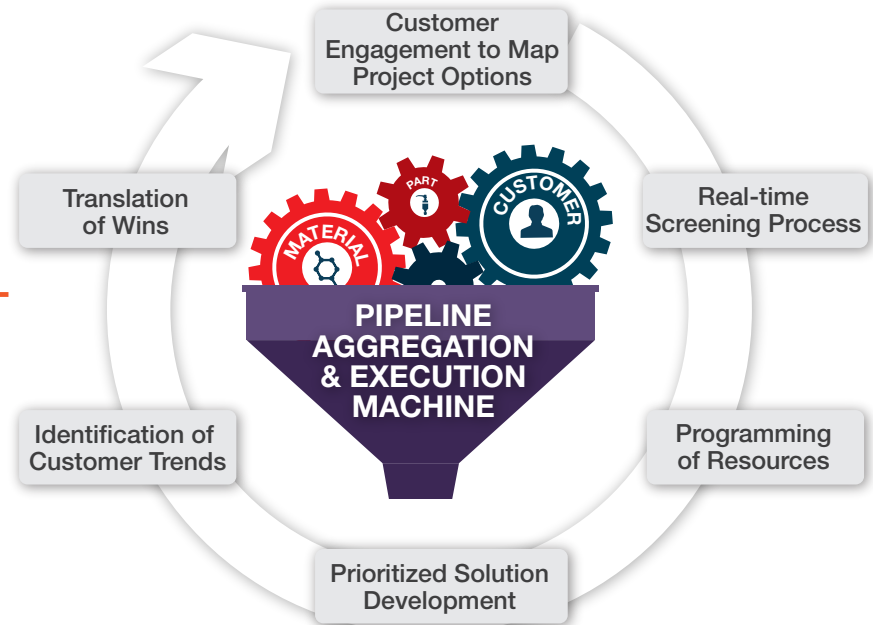 Customer
Engagement to Map
Project Options
Real-time
Screening Process
Programming
of Resources
Prioritized Solution
Development
Identification of
Customer Trends
Translation
of Wins
MATERIAL
PART
CUSTOMER
PIPELINE
AGGREGATION
& EXECUTION
MACHINE